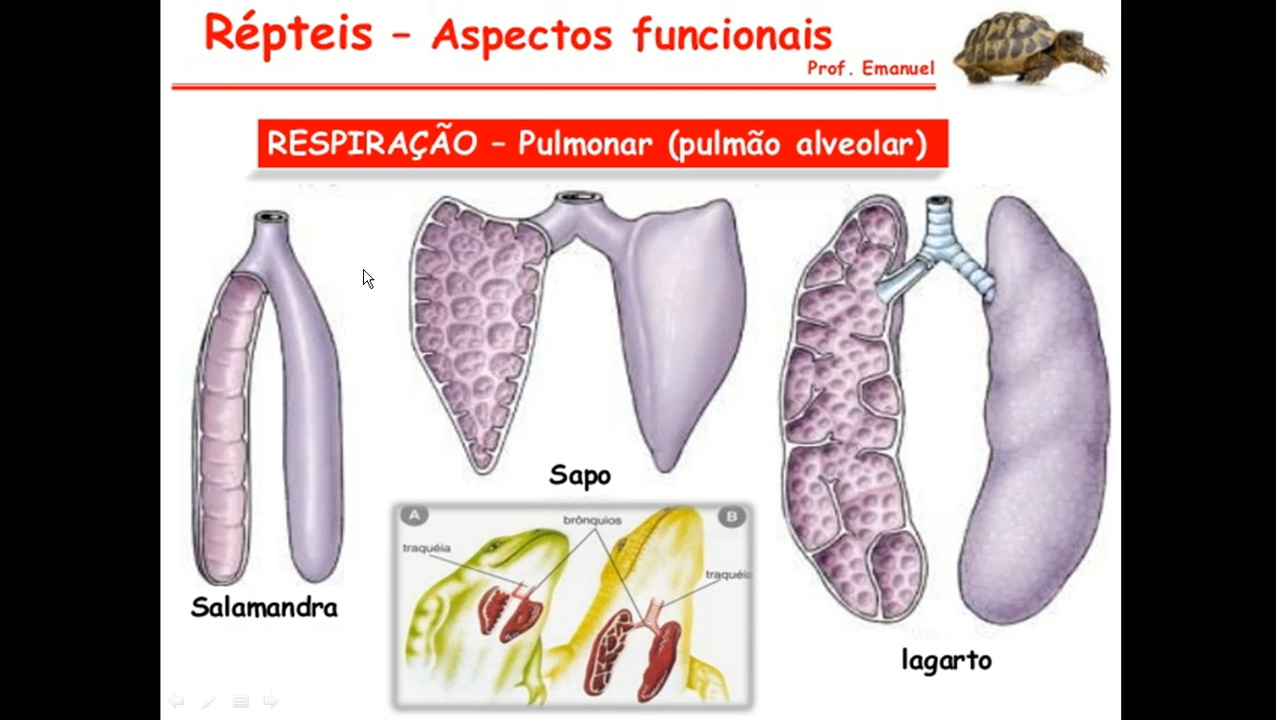 Répteis – Aspectos funcionais
Prof. Emanuel
RESPIRAÇÃO – Pulmonar (pulmão alveolar)
Sapo
A
brônquios
B
traquéia
traquéia
Salamandra
lagarto